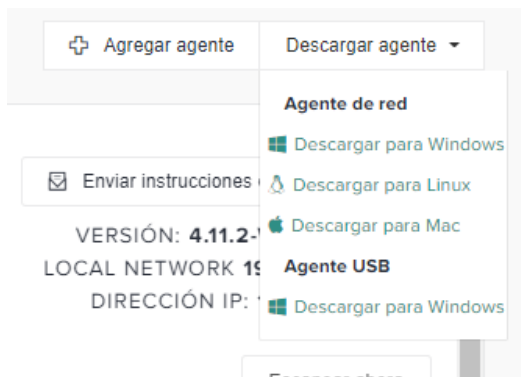 Agregar agente
Descargar agente
Agente de red
Descargar para Windows
Descargar para Linux
Descargar para Mac
Agente USB
Descargar para Windows
Enviar instrucciones
VERSIÓN: 4.11.2-
LOCAL NETWORK 19
DIRECCIÓN IP: